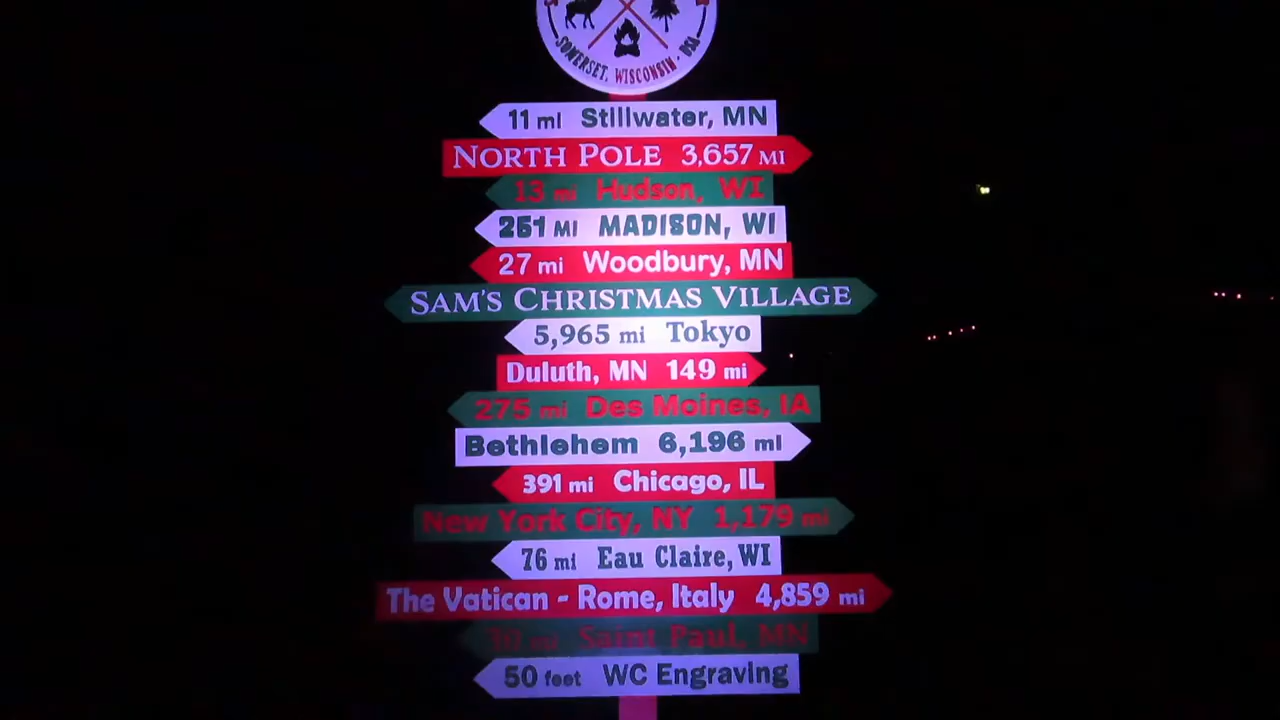 SOMERSET, WISCONSIN - USA
11 mi Stillwater, MN
NORTH POLE 3,657 MI
13 mi Hudson, WI
261 MI MADISON, WI
27 mi Woodbury, MN
SAM'S CHRISTMAS VILLAGE
5,965 mi Tokyo
Duluth, MN 149 mi
275 mi Des Moines, IA
Bethlehem 6,196 mi
391 mi Chicago, IL
New York City, NY 1,179 mi
76 mi Eau Claire, WI
The Vatican - Rome, Italy 4,859 mi
mi Saint Paul, MN
50 feet WC Engraving